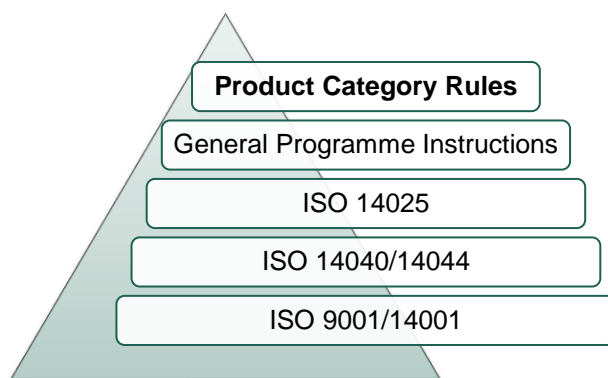 Product Category Rules
General Programme Instructions
ISO 14025
ISO 14040/14044
ISO 9001/14001